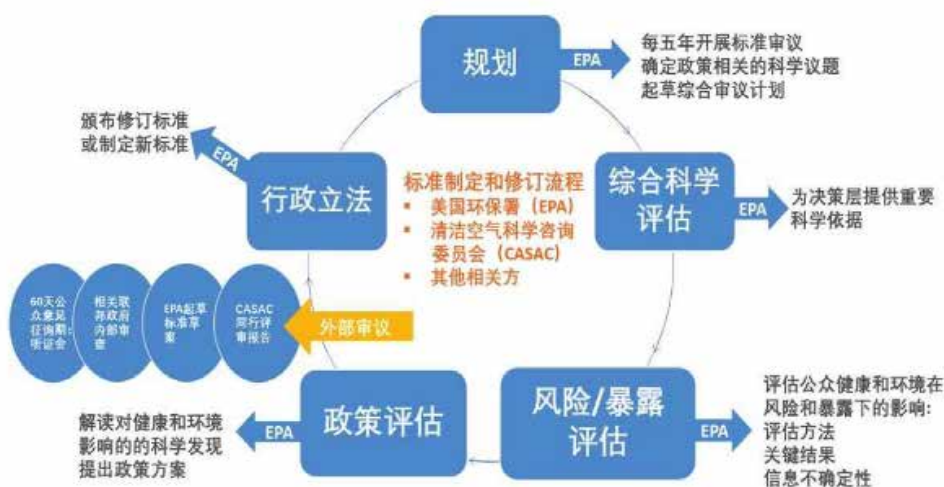 规划
EPA
每五年开展标准审议
确定政策相关的科学议题
起草综合审议计划
颁布修订标准
或制定新标准
EPA
行政立法
标准制定和修订流程
▪ 美国环保署（EPA）
▪ 清洁空气科学咨询
委员会（CASAC）
▪ 其他相关方
综合科学
评估
EPA
为决策层提供重要
科学依据
60天公
众意见
征询期:
听证会
相关联
邦政府
内部审
查
EPA起草
标准草
案
CASAC
同行评
审报告
外部审议
解读对健康和环境
影响的的科学发现
提出政策方案
EPA
政策评估
风险/暴露
评估
EPA
评估公众健康和环境在
风险和暴露下的影响:
评估方法
关键结果
信息不确定性